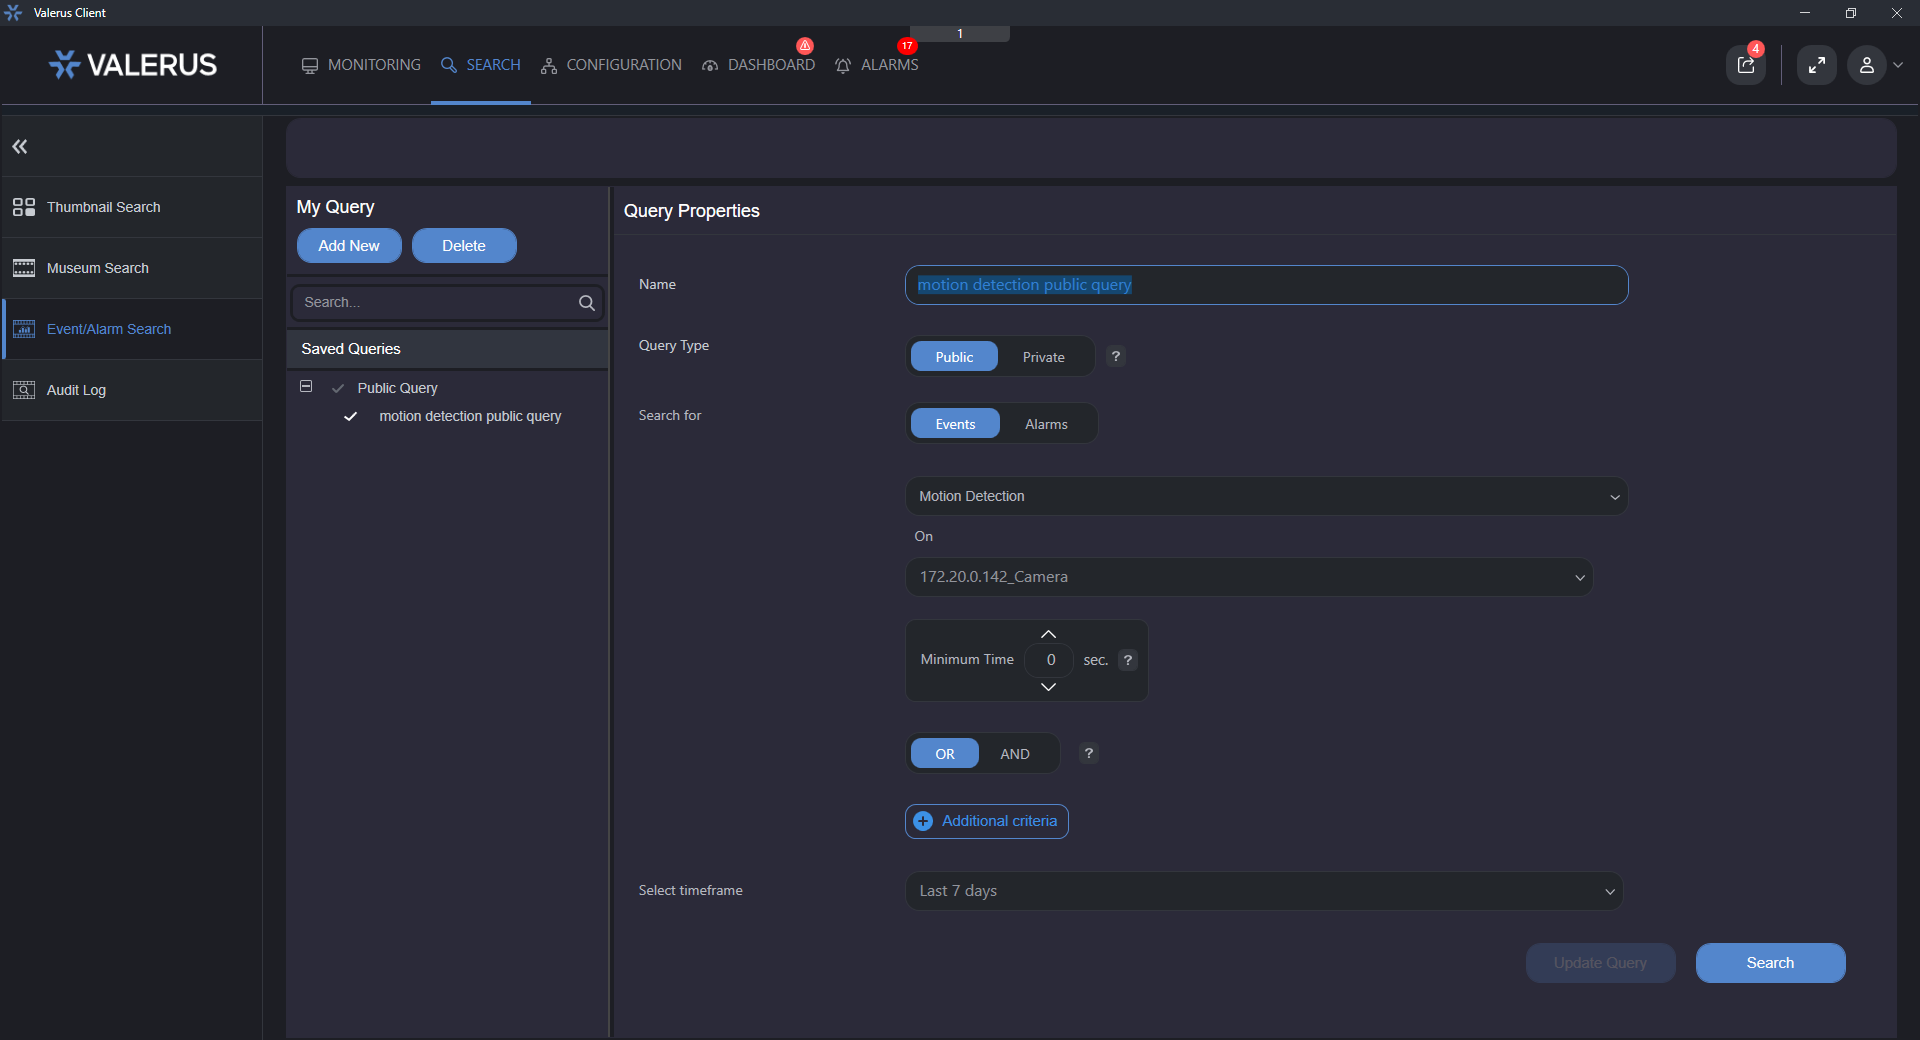 Valerus Client
1
VALERUS
MONITORING
SEARCH
CONFIGURATION
DASHBOARD
17
ALARMS
4
Thumbnail Search
Museum Search
Event/Alarm Search
Audit Log
My Query
Add New
Delete
Search...
Saved Queries
Public Query
motion detection public query
Query Properties
Name
motion detection public query
Query Type
Public
Private
?
Search for
Events
Alarms
Motion Detection
On
172.20.0.142_Camera
Minimum Time
0
sec.
?
OR
AND
?
Additional criteria
Select timeframe
Last 7 days
Update Query
Search